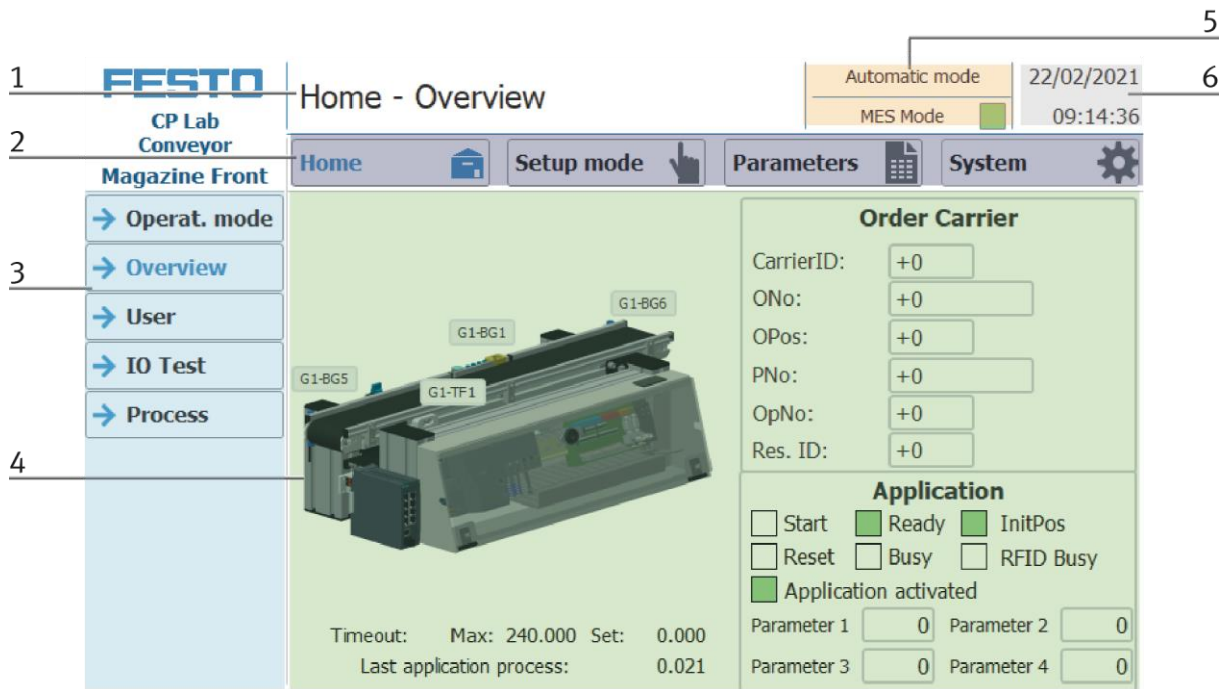 5
1
FESTO
Home - Overview
Automatic mode
22/02/2021
6
CP Lab
Conveyor
MES Mode
09:14:36
2
Magazine Front
Home
Setup mode
Parameters
System
Operat. mode
3
Overview
User
IO Test
Process
4
G1-BG5
G1-BG1
G1-TF1
G1-BG6
Timeout: Max: 240.000 Set: 0.000
Last application process: 0.021
Order Carrier
CarrierID: +0
ONo: +0
OPos: +0
PNo: +0
OpNo: +0
Res. ID: +0
Application
Start Ready InitPos
Reset Busy RFID Busy
Application activated
Parameter 1 0 Parameter 2 0
Parameter 3 0 Parameter 4 0